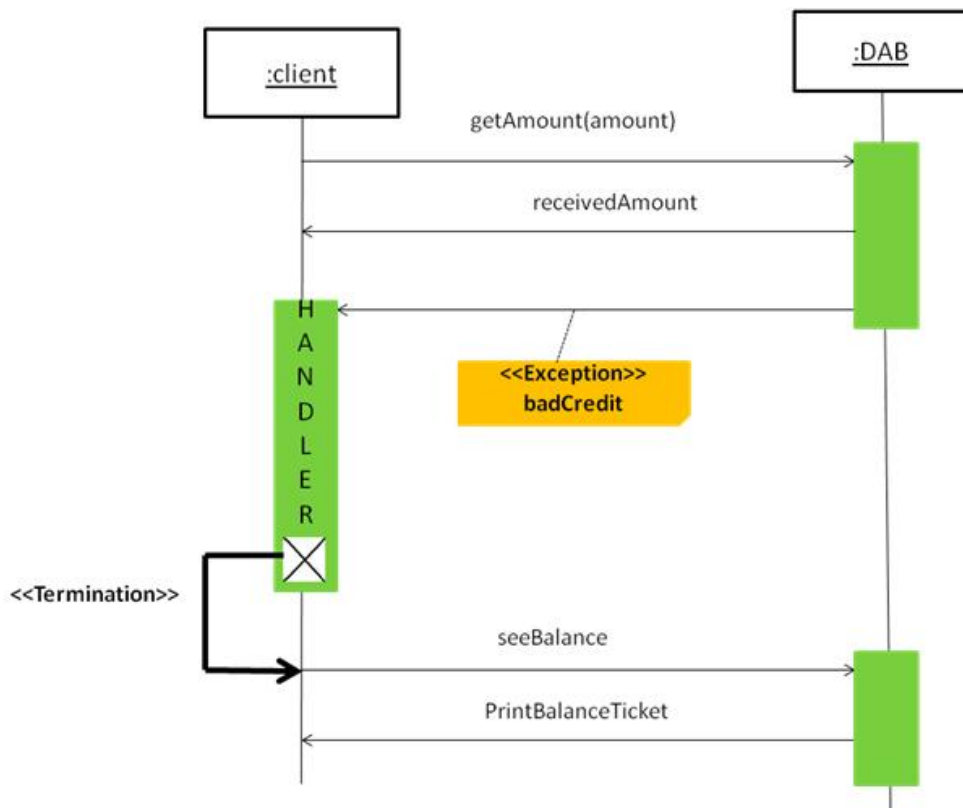 :client
:DAB
getAmount(amount)
receivedAmount
H
A
N
D
L
E
R
<<Exception>>
badCredit
<<Termination>>
seeBalance
PrintBalanceTicket